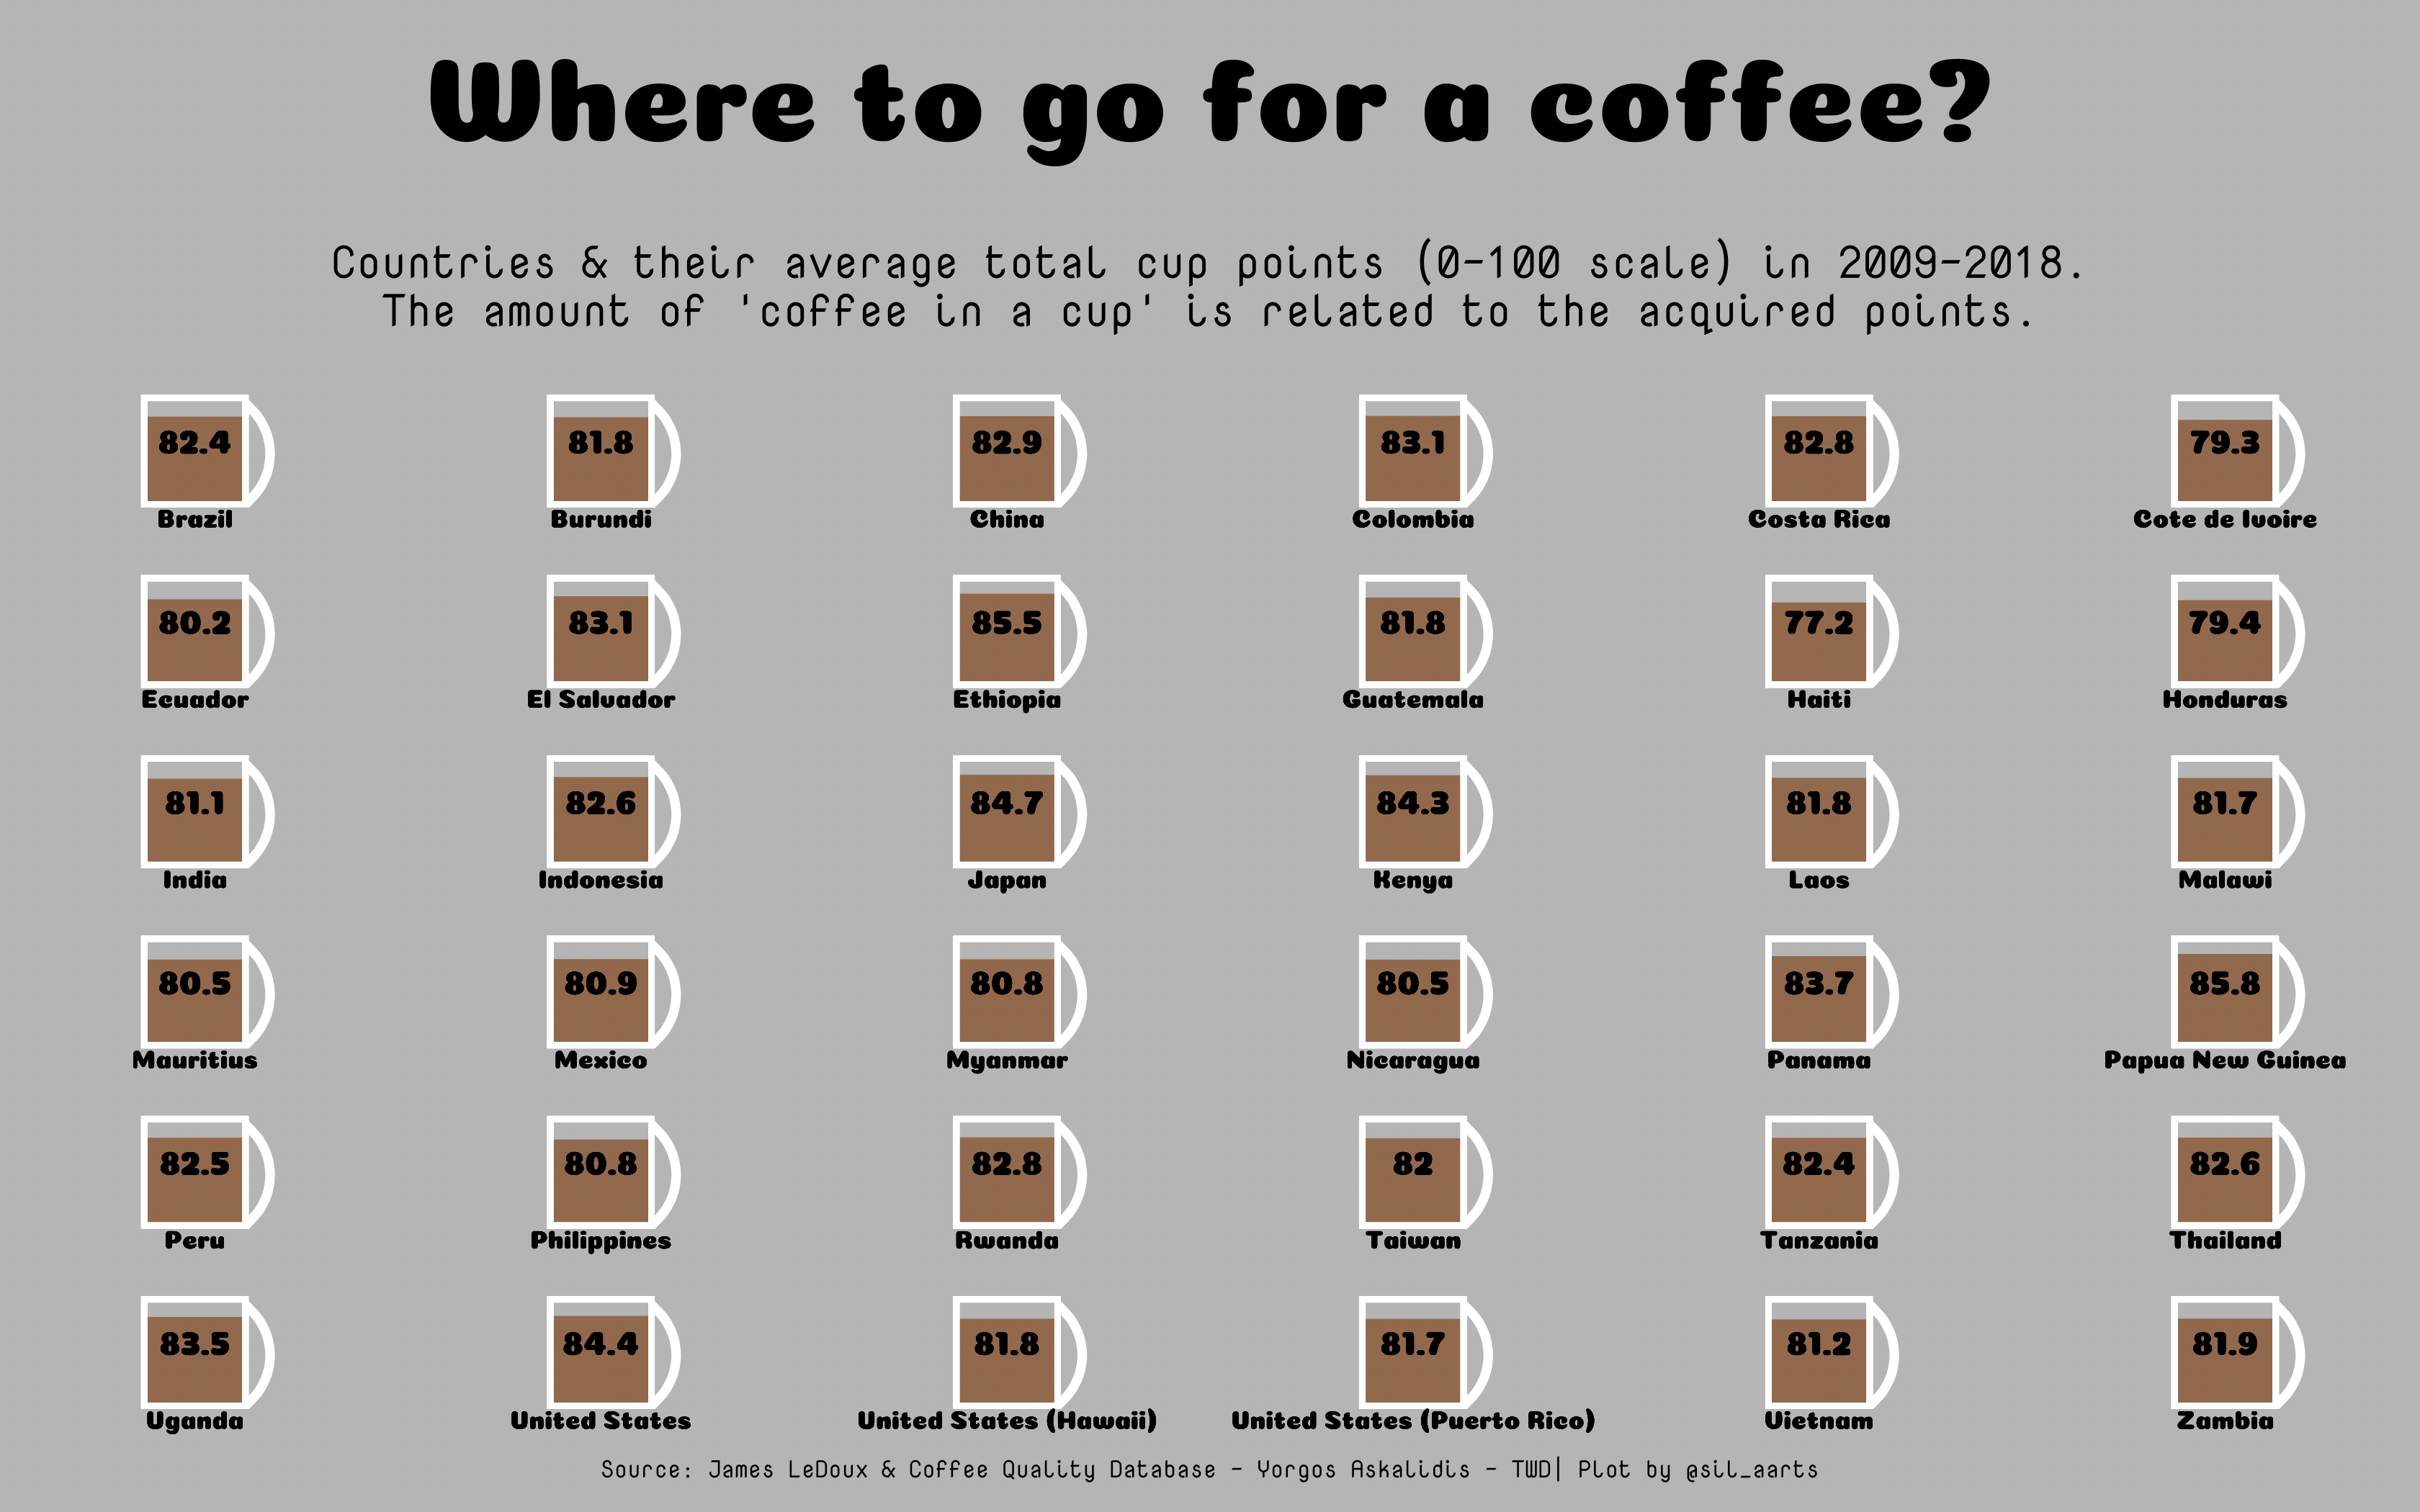 Where to go for a coffee?
Countries & their average total cup points (0-100 scale) in 2009-2018.
The amount of 'coffee in a cup' is related to the acquired points.
82.4 81.8 82.9 83.1 82.8 79.3
Brazil Burundi China Colombia Costa Rica Cote de Ivoire
80.2 83.1 85.5 81.8 77.2 79.4
Ecuador El Salvador Ethiopia Guatemala Haiti Honduras
81.1 82.6 84.7 84.3 81.8 81.7
India Indonesia Japan Kenya Laos Malawi
80.5 80.9 80.8 80.5 83.7 85.8
Mauritius Mexico Myanmar Nicaragua Panama Papua New Guinea
82.5 80.8 82.8 82 82.4 82.6
Peru Philippines Rwanda Taiwan Tanzania Thailand
83.5 84.4 81.8 81.7 81.2 81.9
Uganda United States United States (Hawaii) United States (Puerto Rico) Vietnam Zambia
Source: James LeDoux & Coffee Quality Database - Yorgos Askalidis - TWD| Plot by @sil_aarts